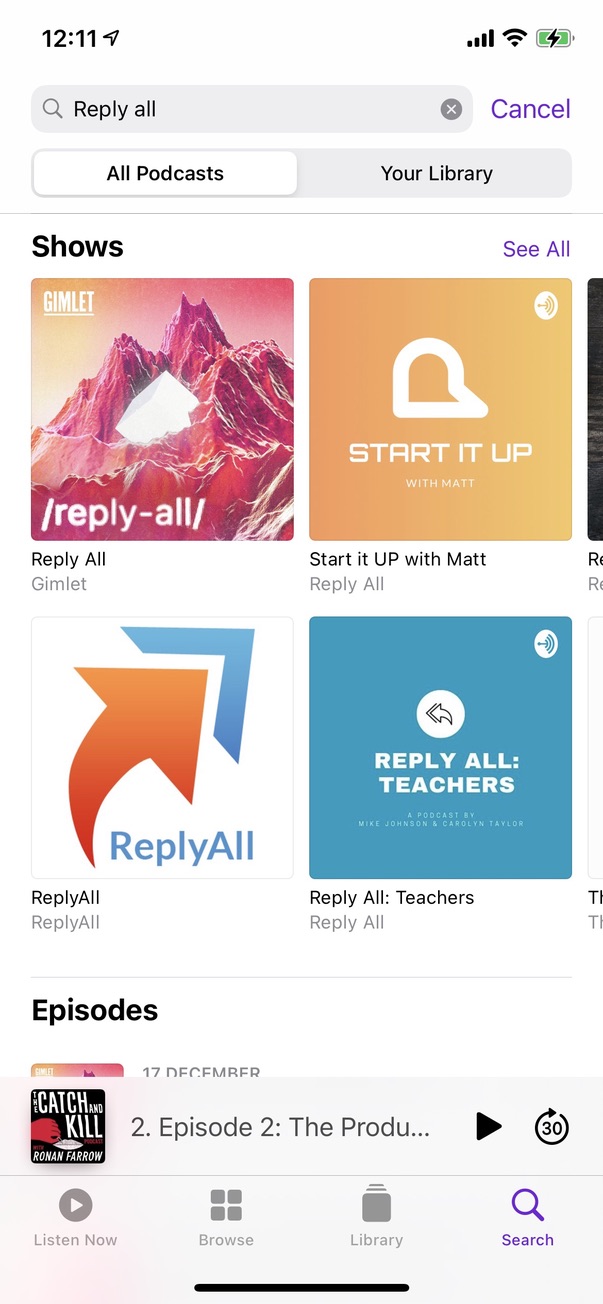 12:11
Reply all
Cancel
All Podcasts
Your Library
Shows
See All
GIMLET
/reply-all/
START IT UP
WITH MATT
Reply All
Gimlet
Start it UP with Matt
Reply All
Re
Re
ReplyAll
REPLY ALL:
TEACHERS
A PODCAST BY
MIKE JOHNSON & CAROLYN TAYLOR
ReplyAll
ReplyAll
Reply All: Teachers
Reply All
Th
Th
Episodes
GIMLET
17 DECEMBER
THE
CATCH AND
KILL
PODCAST
WITH
RONAN FARROW
2. Episode 2: The Produ...
30
Listen Now
Browse
Library
Search